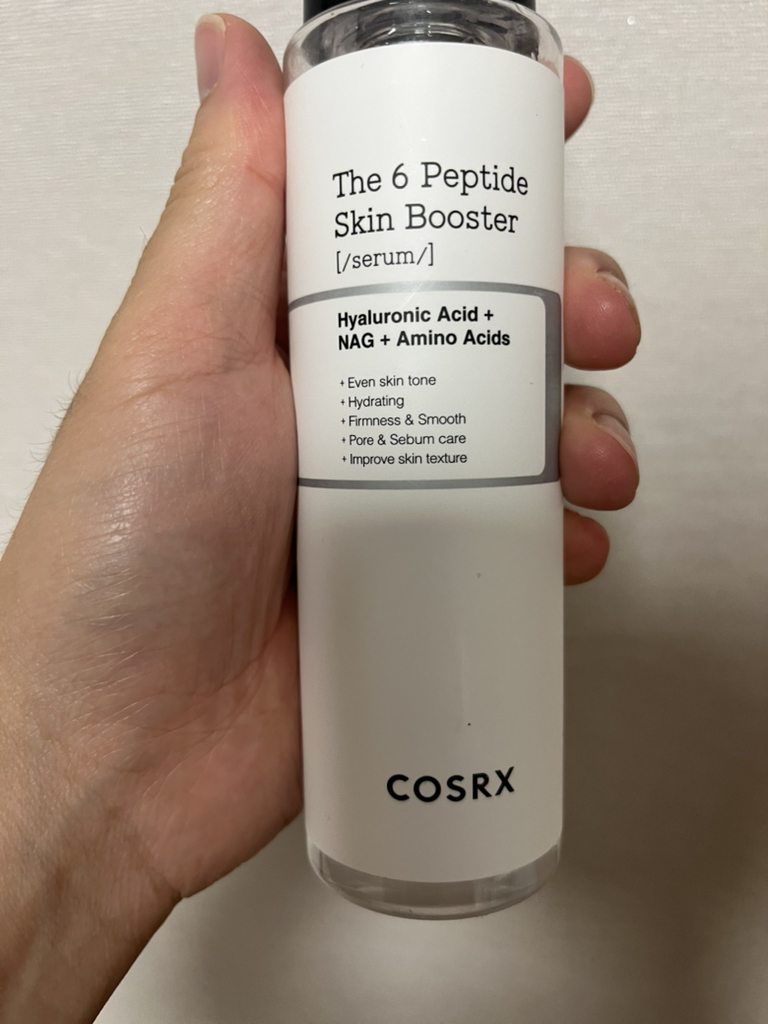 The 6 Peptide
Skin Booster
[/serum/]
Hyaluronic Acid +
NAG + Amino Acids
+ Even skin tone
+ Hydrating
+ Firmness & Smooth
+ Pore & Sebum care
+ Improve skin texture
COSRX